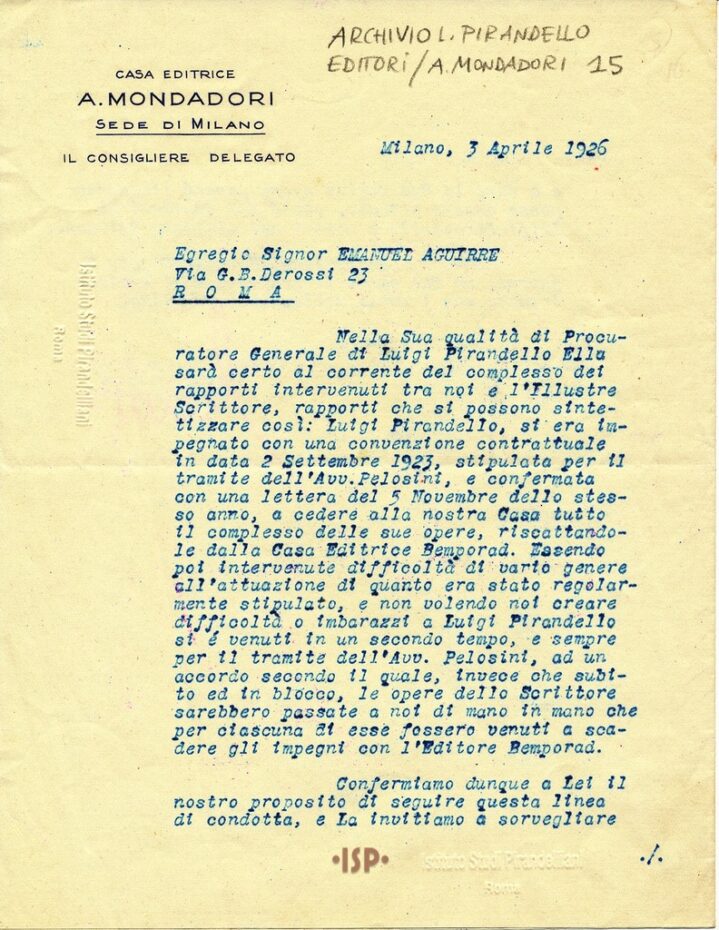 ARCHIVIO L. PIRANDELLO
EDITORI/A. MONDADORI 15
CASA EDITRICE
A. MONDADORI
SEDE DI MILANO
IL CONSIGLIERE DELEGATO
Milano, 3 Aprile 1926
Egregio Signor EMANUEL AGUIRRE
Via G.B.Derossi 23
R O M A
Istituto Studi Pirandelliani
Roma
Nella Sua qualità di Procu-
ratore Generale di Luigi Pirandello Ella
sarà certo al corrente del complesso dei
rapporti intervenuti tra noi e l'Illustre
Scrittore, rapporti che si possono sinte-
tizzare così: Luigi Pirandello, si era im-
pegnato con una convenzione contrattuale
in data 2 Settembre 1923, stipulata per il
tramite dell'Avv.Pelosini, e confermata
con una lettera del 5 Novembre dello stes-
so anno, a cedere alla nostra Casa tutto
il complesso delle sue opere, riscattando-
le dalla Casa Editrice Bemporad. Essendo
poi intervenute difficoltà di vario genere
all'attuazione di quanto era stato regolar-
mente stipulato, e non volendo noi creare
difficoltà o imbarazzi a Luigi Pirandello
si é venuti in un secondo tempo, e sempre
per il tramite dell'Avv. Pelosini, ad un
accordo secondo il quale, invece che subi-
to ed in blocco, le opere dello Scrittore
sarebbero passate a noi di mano in mano che
per ciascuna di esse fossero venuti a sca-
dere gli impegni con l'Editore Bemporad.
Confermiamo dunque a Lei il
nostro proposito di seguire questa linea
di condotta, e La invitiamo a sorvegliare
./.
•ISP•
Istituto Studi Pirandelliani
Roma